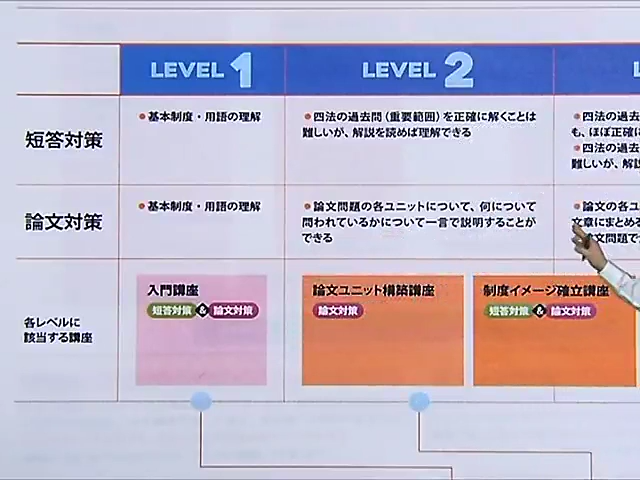 LEVEL 1
LEVEL 2
短答対策
●基本制度・用語の理解
●四法の過去問（重要範囲）を正確に解くことは
難しいが、解説を読めば理解できる
●四法の過去
も、ほぼ正確に
●四法の過去
難しいが、解説
論文対策
●基本制度・用語の理解
●論文問題の各ユニットについて、何について
問われているかについて一言で説明することが
できる
●論文の各ユ
文章にまとめる
文問題で
各レベルに
該当する講座
入門講座
短答対策 & 論文対策
論文ユニット構築講座
論文対策
制度イメージ確立講座
短答対策 & 論文対策